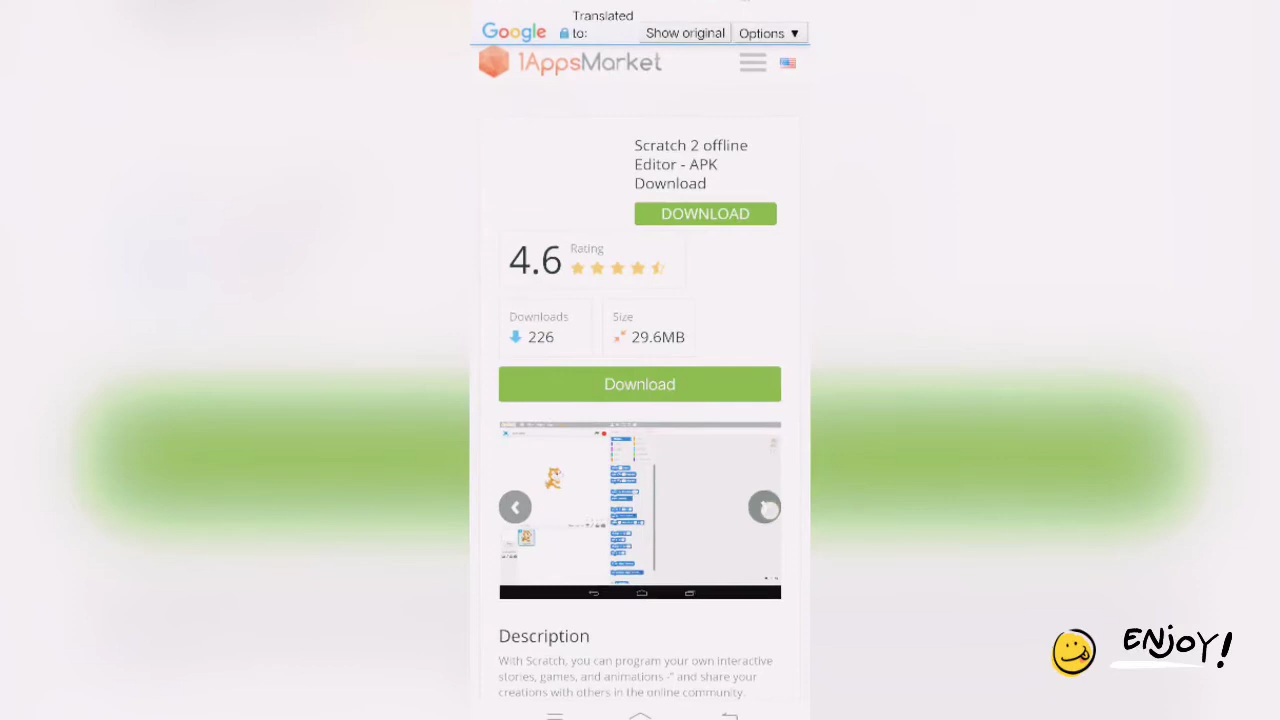 Translated
Google to: Show original Options ▼
1AppsMarket
Scratch 2 offline
Editor - APK
Download
DOWNLOAD
4.6 Rating
Downloads Size
226 29.6MB
Download
Description
With Scratch, you can program your own interactive
stories, games, and animations -" and share your
creations with others in the online community.
ENJOY!